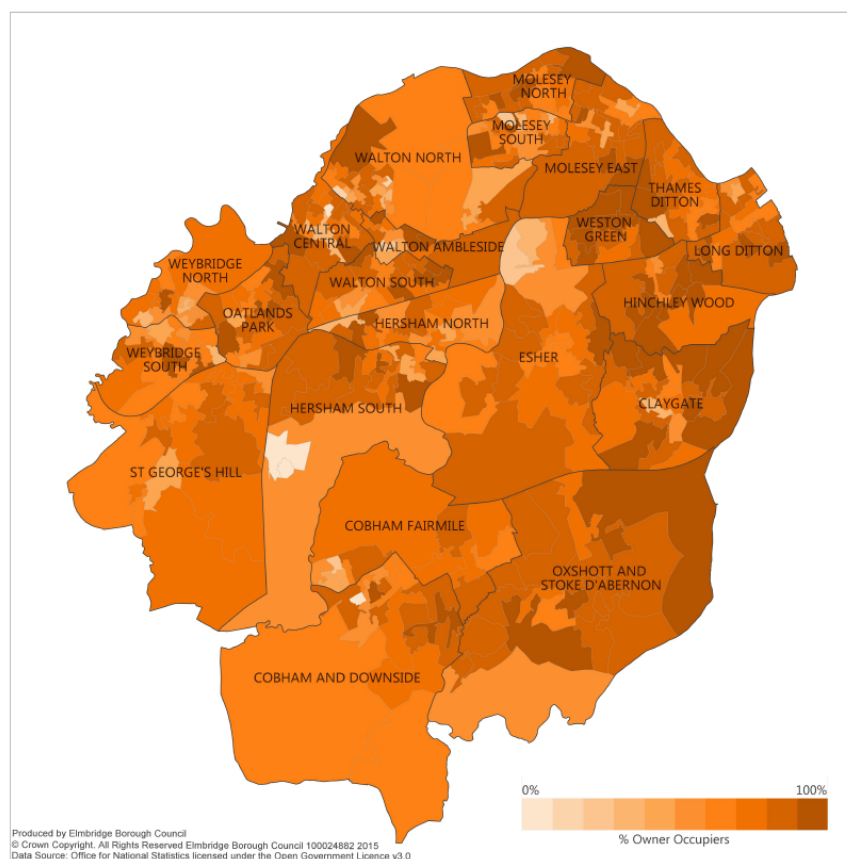 MOLESEY
NORTH
MOLESEY
SOUTH
WALTON NORTH
MOLESEY EAST
THAMES
DITTON
WESTON
GREEN
WALTON
CENTRAL
WALTON AMBLESIDE
LONG DITTON
WEYBRIDGE
NORTH
WALTON SOUTH
HINCHLEY WOOD
OATLANDS
PARK
HERSHAM NORTH
WEYBRIDGE
SOUTH
ESHER
CLAYGATE
HERSHAM SOUTH
ST GEORGE'S HILL
COBHAM FAIRMILE
OXSHOTT AND
STOKE D'ABERNON
COBHAM AND DOWNSIDE
0% 100%
% Owner Occupiers
Produced by Elmbridge Borough Council
© Crown Copyright. All Rights Reserved Elmbridge Borough Council 100024882 2015
Data Source: Office for National Statistics licensed under the Open Government Licence v3.0